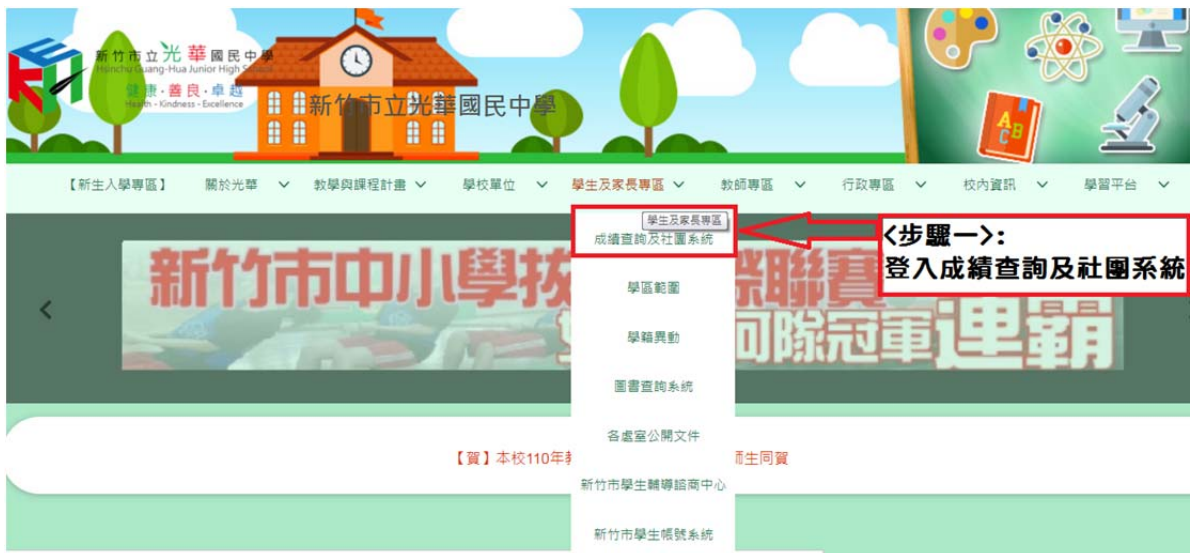 新竹市立光華國民中學
Hsinchu Guang-Hua Junior High School
健康·善良·卓越
Health - Kindness - Excellence
新竹市立光華國民中學
A
B
C
【新生入學專區】 關於光華 教學與課程計畫 學校單位 學生及家長專區 教師專區 行政專區 校內資訊 學習平台
學生及家長專區
成績查詢及社團系統
<步驟一>:
登入成績查詢及社團系統
新竹市中小學拔
聯賽
河隊冠軍連霸
學區範圍
學籍異動
圖書查詢系統
各處室公開文件
【賀】本校110年
師生同賀
新竹市學生輔導諮商中心
新竹市學生帳號系統